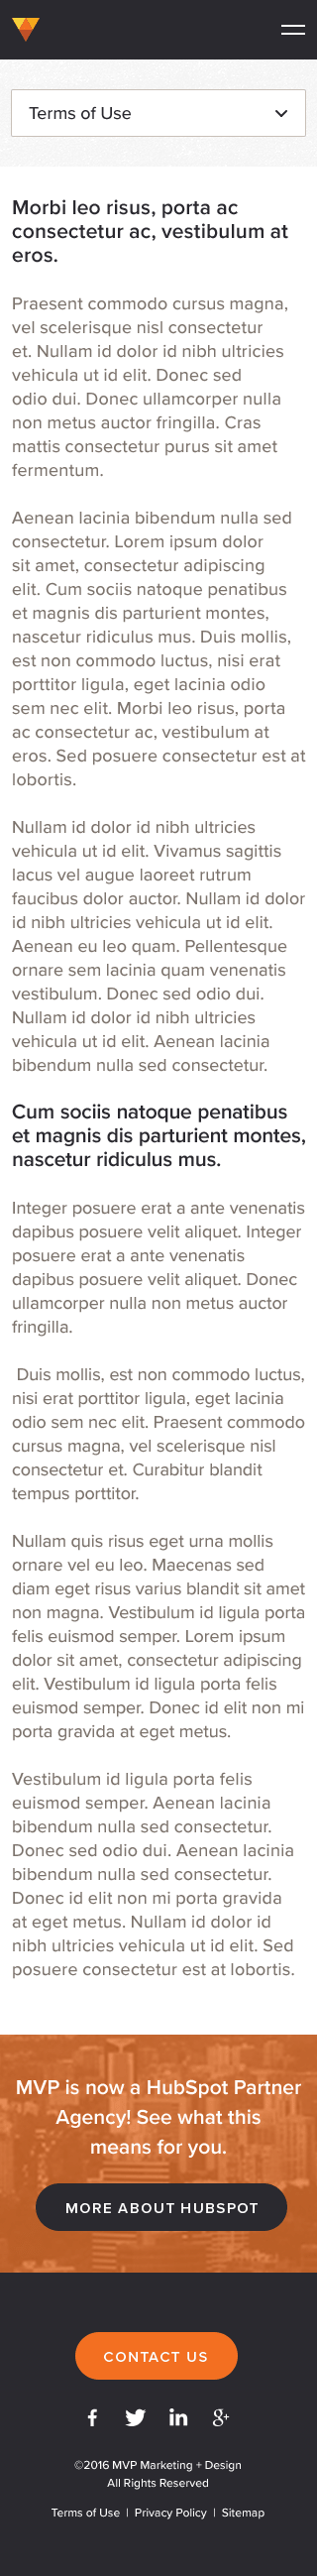 Terms of Use
Morbi leo risus, porta ac
consectetur ac, vestibulum at
eros.
Praesent commodo cursus magna,
vel scelerisque nisl consectetur
et. Nullam id dolor id nibh ultricies
vehicula ut id elit. Donec sed
odio dui. Donec ullamcorper nulla
non metus auctor fringilla. Cras
mattis consectetur purus sit amet
fermentum.
Aenean lacinia bibendum nulla sed
consectetur. Lorem ipsum dolor
sit amet, consectetur adipiscing
elit. Cum sociis natoque penatibus
et magnis dis parturient montes,
nascetur ridiculus mus. Duis mollis,
est non commodo luctus, nisi erat
porttitor ligula, eget lacinia odio
sem nec elit. Morbi leo risus, porta
ac consectetur ac, vestibulum at
eros. Sed posuere consectetur est at
lobortis.
Nullam id dolor id nibh ultricies
vehicula ut id elit. Vivamus sagittis
lacus vel augue laoreet rutrum
faucibus dolor auctor. Nullam id dolor
id nibh ultricies vehicula ut id elit.
Aenean eu leo quam. Pellentesque
ornare sem lacinia quam venenatis
vestibulum. Donec sed odio dui.
Nullam id dolor id nibh ultricies
vehicula ut id elit. Aenean lacinia
bibendum nulla sed consectetur.
Cum sociis natoque penatibus
et magnis dis parturient montes,
nascetur ridiculus mus.
Integer posuere erat a ante venenatis
dapibus posuere velit aliquet. Integer
posuere erat a ante venenatis
dapibus posuere velit aliquet. Donec
ullamcorper nulla non metus auctor
fringilla.
Duis mollis, est non commodo luctus,
nisi erat porttitor ligula, eget lacinia
odio sem nec elit. Praesent commodo
cursus magna, vel scelerisque nisl
consectetur et. Curabitur blandit
tempus porttitor.
Nullam quis risus eget urna mollis
ornare vel eu leo. Maecenas sed
diam eget risus varius blandit sit amet
non magna. Vestibulum id ligula porta
felis euismod semper. Lorem ipsum
dolor sit amet, consectetur adipiscing
elit. Vestibulum id ligula porta felis
euismod semper. Donec id elit non mi
porta gravida at eget metus.
Vestibulum id ligula porta felis
euismod semper. Aenean lacinia
bibendum nulla sed consectetur.
Donec sed odio dui. Aenean lacinia
bibendum nulla sed consectetur.
Donec id elit non mi porta gravida
at eget metus. Nullam id dolor id
nibh ultricies vehicula ut id elit. Sed
posuere consectetur est at lobortis.
MVP is now a HubSpot Partner
Agency! See what this
means for you.
MORE ABOUT HUBSPOT
CONTACT US
©2016 MVP Marketing + Design
All Rights Reserved
Terms of Use | Privacy Policy | Sitemap